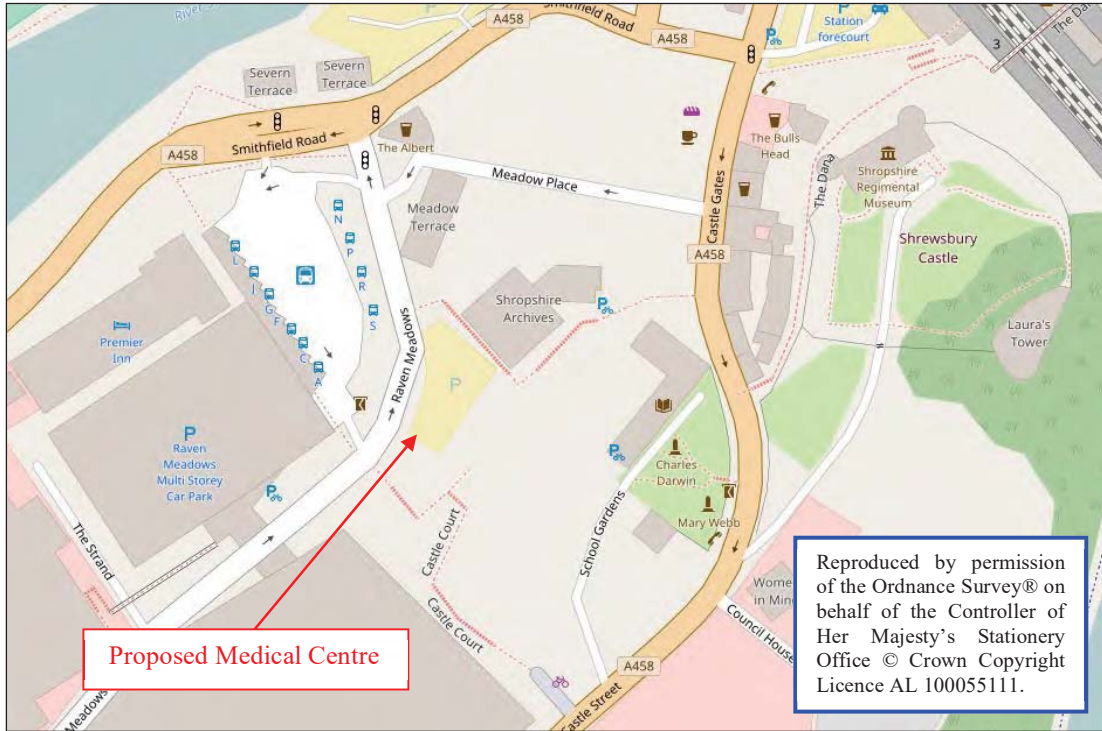 River S
A458
Smithfield Road
A458
P
Station
forecourt
The Dana
3
Severn
Terrace
Severn
Terrace
P
A458
Smithfield Road
The Albert
The Bulls
Head
Meadow Place
Castle Gates
The Dana
Shropshire
Regimental
Museum
Shrewsbury
Castle
Meadow
Terrace
N
P
R
S
L
J
G
F
C
A
A458
Raven Meadows
Shropshire
Archives
P
P
Laura's
Tower
Premier
Inn
P
Raven
Meadows
Multi Storey
Car Park
P
P
Charles
Darwin
Mary Webb
The Strand
Castle Court
Castle Court
School Gardens
Wome
in Min
Council House
A458
Castle Street
Meadows
Proposed Medical Centre
Reproduced by permission
of the Ordnance Survey® on
behalf of the Controller of
Her Majesty's Stationery
Office © Crown Copyright
Licence AL 100055111.